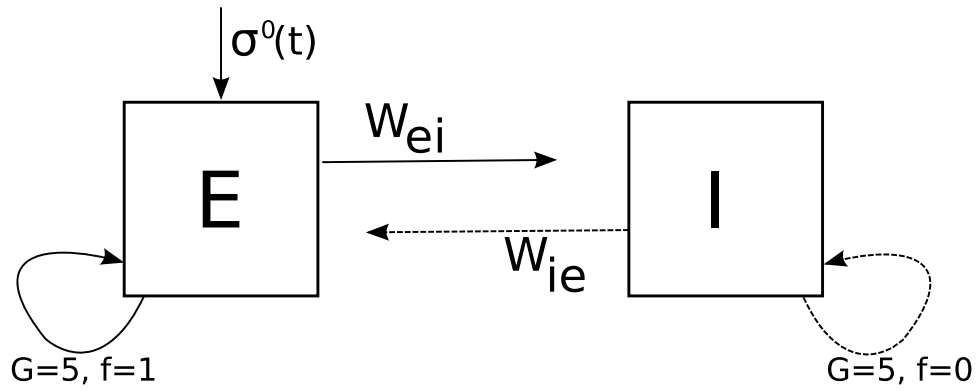 σ⁰(t)
W_ei
E
I
W_ie
G=5, f=1
G=5, f=0